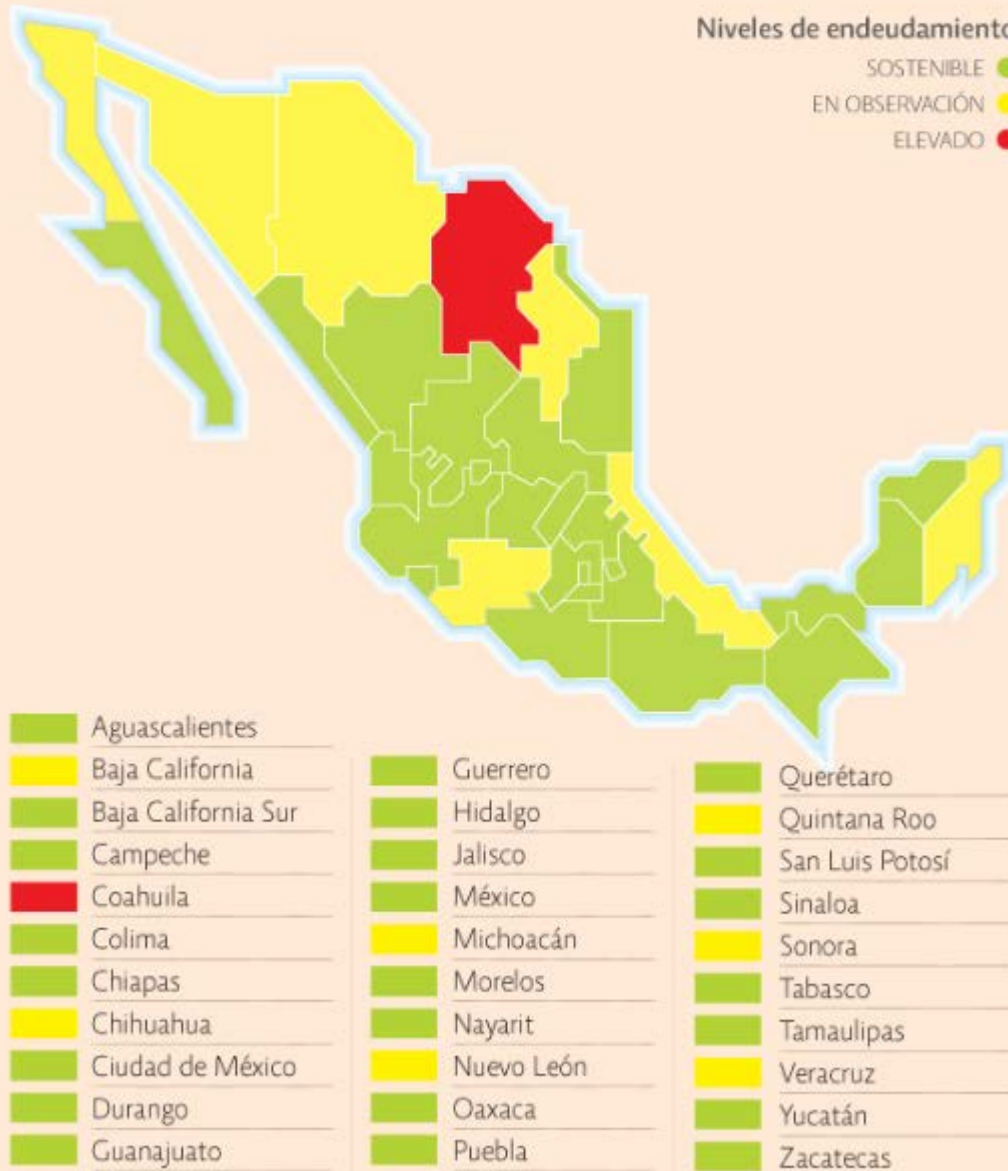 Niveles de endeudamiento
SOSTENIBLE
EN OBSERVACIÓN
ELEVADO
Aguascalientes
Baja California
Baja California Sur
Campeche
Coahuila
Colima
Chiapas
Chihuahua
Ciudad de México
Durango
Guanajuato
Guerrero
Hidalgo
Jalisco
México
Michoacán
Morelos
Nayarit
Nuevo León
Oaxaca
Puebla
Querétaro
Quintana Roo
San Luis Potosí
Sinaloa
Sonora
Tabasco
Tamaulipas
Veracruz
Yucatán
Zacatecas